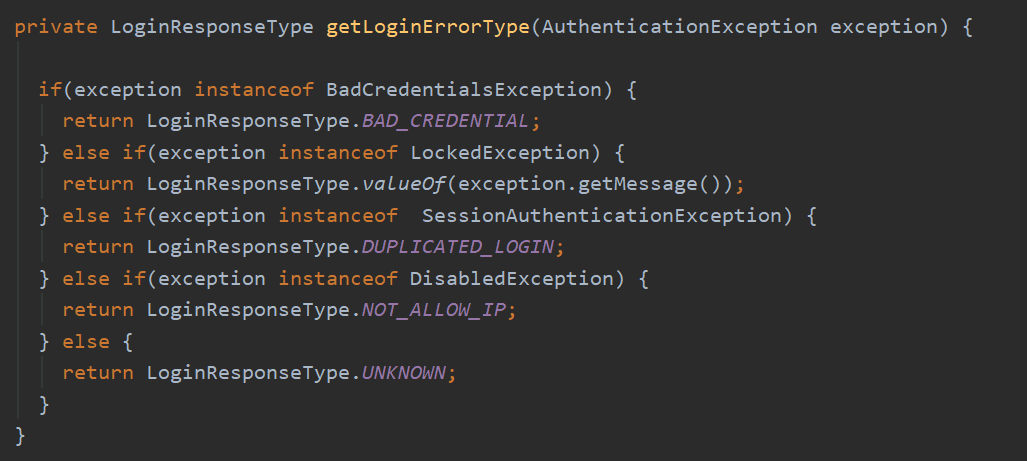 private LoginResponseType getLoginErrorType(AuthenticationException exception) {
if(exception instanceof BadCredentialsException) {
return LoginResponseType.BAD_CREDENTIAL;
} else if(exception instanceof LockedException) {
return LoginResponseType.valueOf(exception.getMessage());
} else if(exception instanceof  SessionAuthenticationException) {
return LoginResponseType.DUPLICATED_LOGIN;
} else if(exception instanceof DisabledException) {
return LoginResponseType.NOT_ALLOW_IP;
} else {
return LoginResponseType.UNKNOWN;
}
}